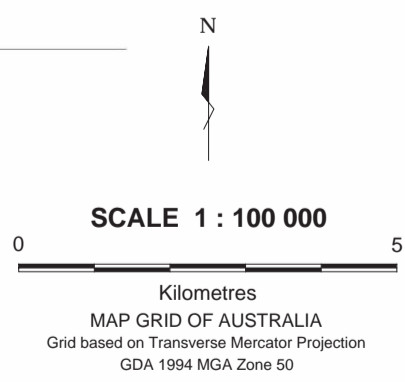 N
SCALE 1 : 100 000
0 5
Kilometres
MAP GRID OF AUSTRALIA
Grid based on Transverse Mercator Projection
GDA 1994 MGA Zone 50